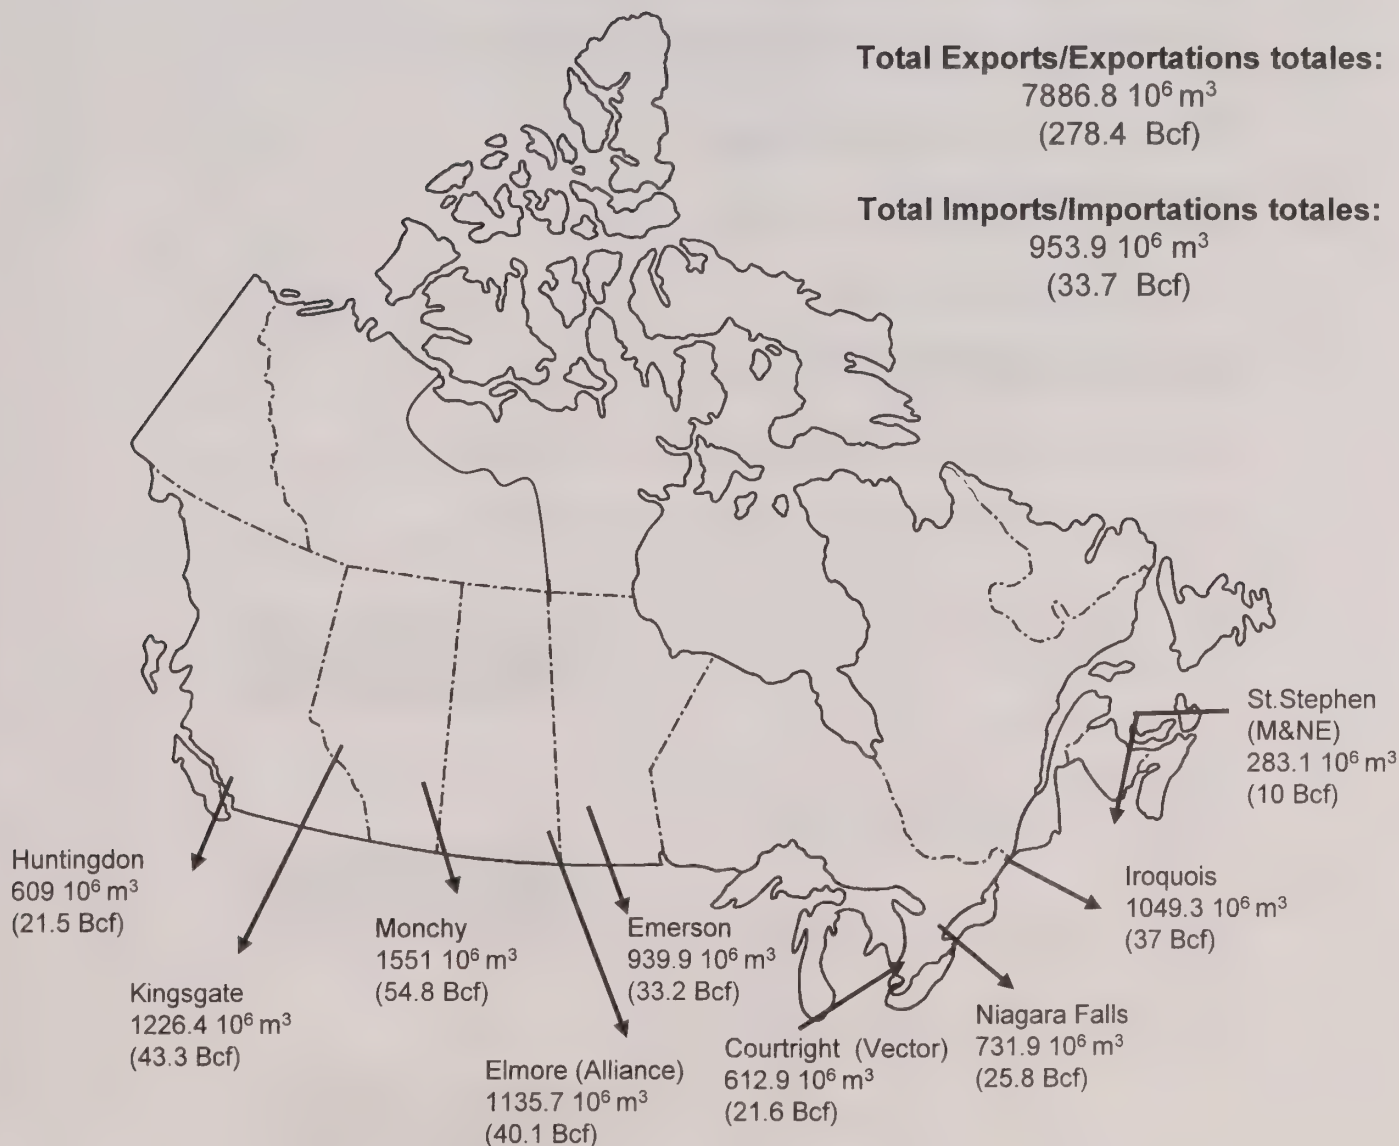 Total Exports/Exportations totales:
7886.8 10⁶ m³
(278.4 Bcf)
Total Imports/Importations totales:
953.9 10⁶ m³
(33.7 Bcf)
St.Stephen
(M&NE)
283.1 10⁶ m³
(10 Bcf)
Huntingdon
609 10⁶ m³
(21.5 Bcf)
Kingsgate
1226.4 10⁶ m³
(43.3 Bcf)
Monchy
1551 10⁶ m³
(54.8 Bcf)
Elmore (Alliance)
1135.7 10⁶ m³
(40.1 Bcf)
Emerson
939.9 10⁶ m³
(33.2 Bcf)
Courtright (Vector)
612.9 10⁶ m³
(21.6 Bcf)
Niagara Falls
731.9 10⁶ m³
(25.8 Bcf)
Iroquois
1049.3 10⁶ m³
(37 Bcf)